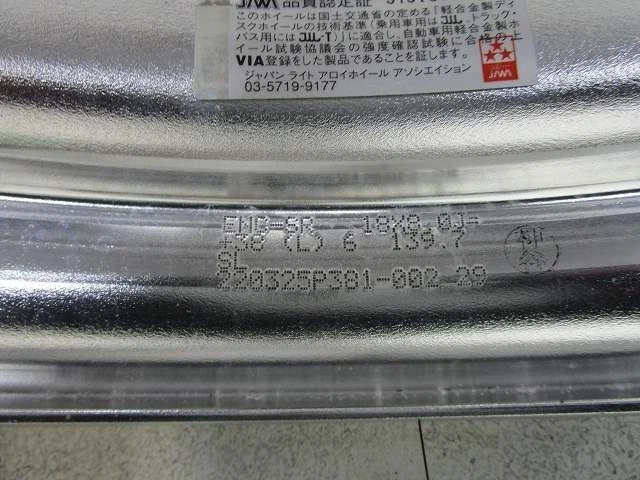 JAWA 品質認定証
このホイールは国土交通省の定める「軽合金製ディ
スクホイールの技術基準（乗用車用はJWL、トラック・
バス用にはJWL-T）」に適合し、自動車用軽合金製ホ
イール試験協議会の強度確認試験に合格の上
VIA登録をした製品であることを証します。
ジャパン ライト アロイホイール アソシエイション
03-5719-9177
JAWA
18X8.0J-
(L) 6 139.7
SL
220325P381-002 29